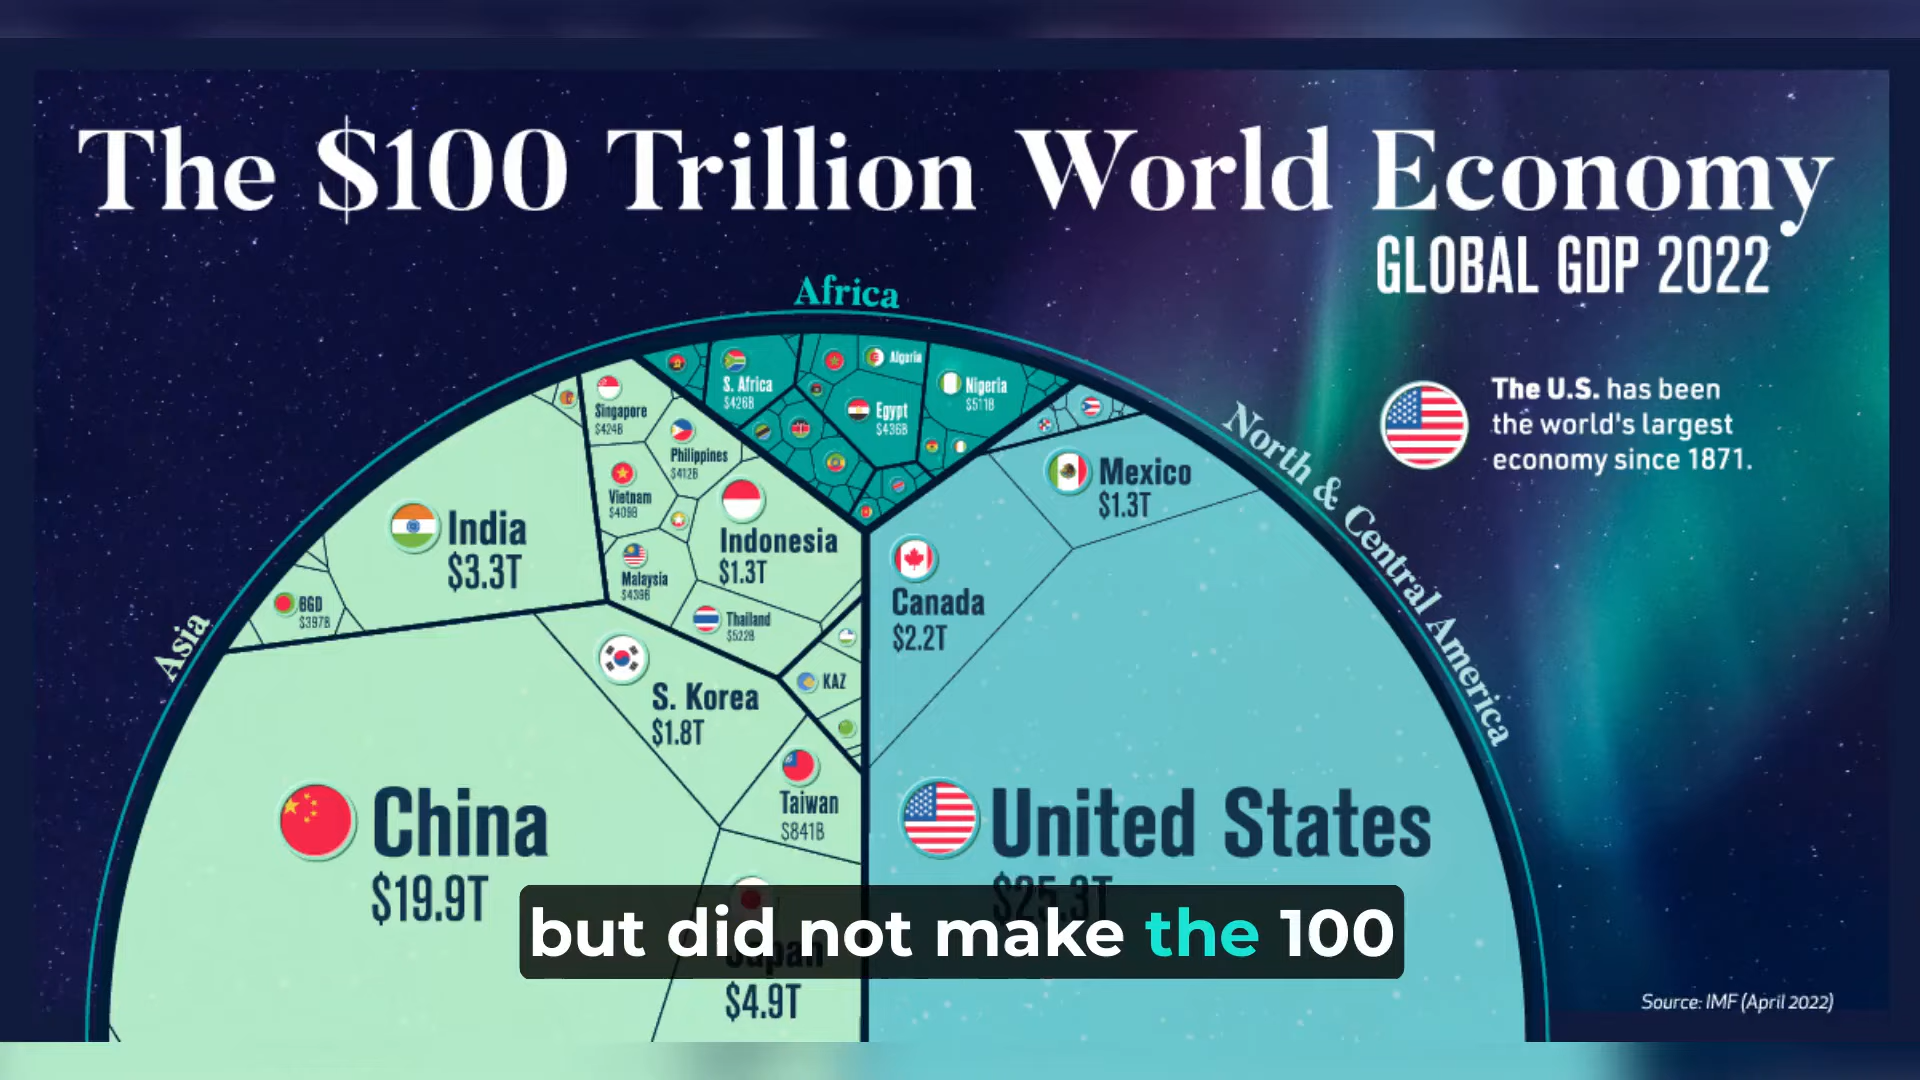 The $100 Trillion World Economy
GLOBAL GDP 2022
Africa
The U.S. has been
the world's largest
economy since 1871.
North & Central America
Asia
Singapore
$424B
Philippines
$412B
Vietnam
$409B
Malaysia
$439B
Indonesia
$1.3T
Thailand
$522B
S. Africa
$426B
Algeria
Egypt
$436B
Nigeria
$511B
Mexico
$1.3T
Canada
$2.2T
India
$3.3T
BGD
$397B
S. Korea
$1.8T
KAZ
Taiwan
$841B
China
$19.9T
United States
$25.3T
Japan
$4.9T
but did not make the 100
Source: IMF (April 2022)